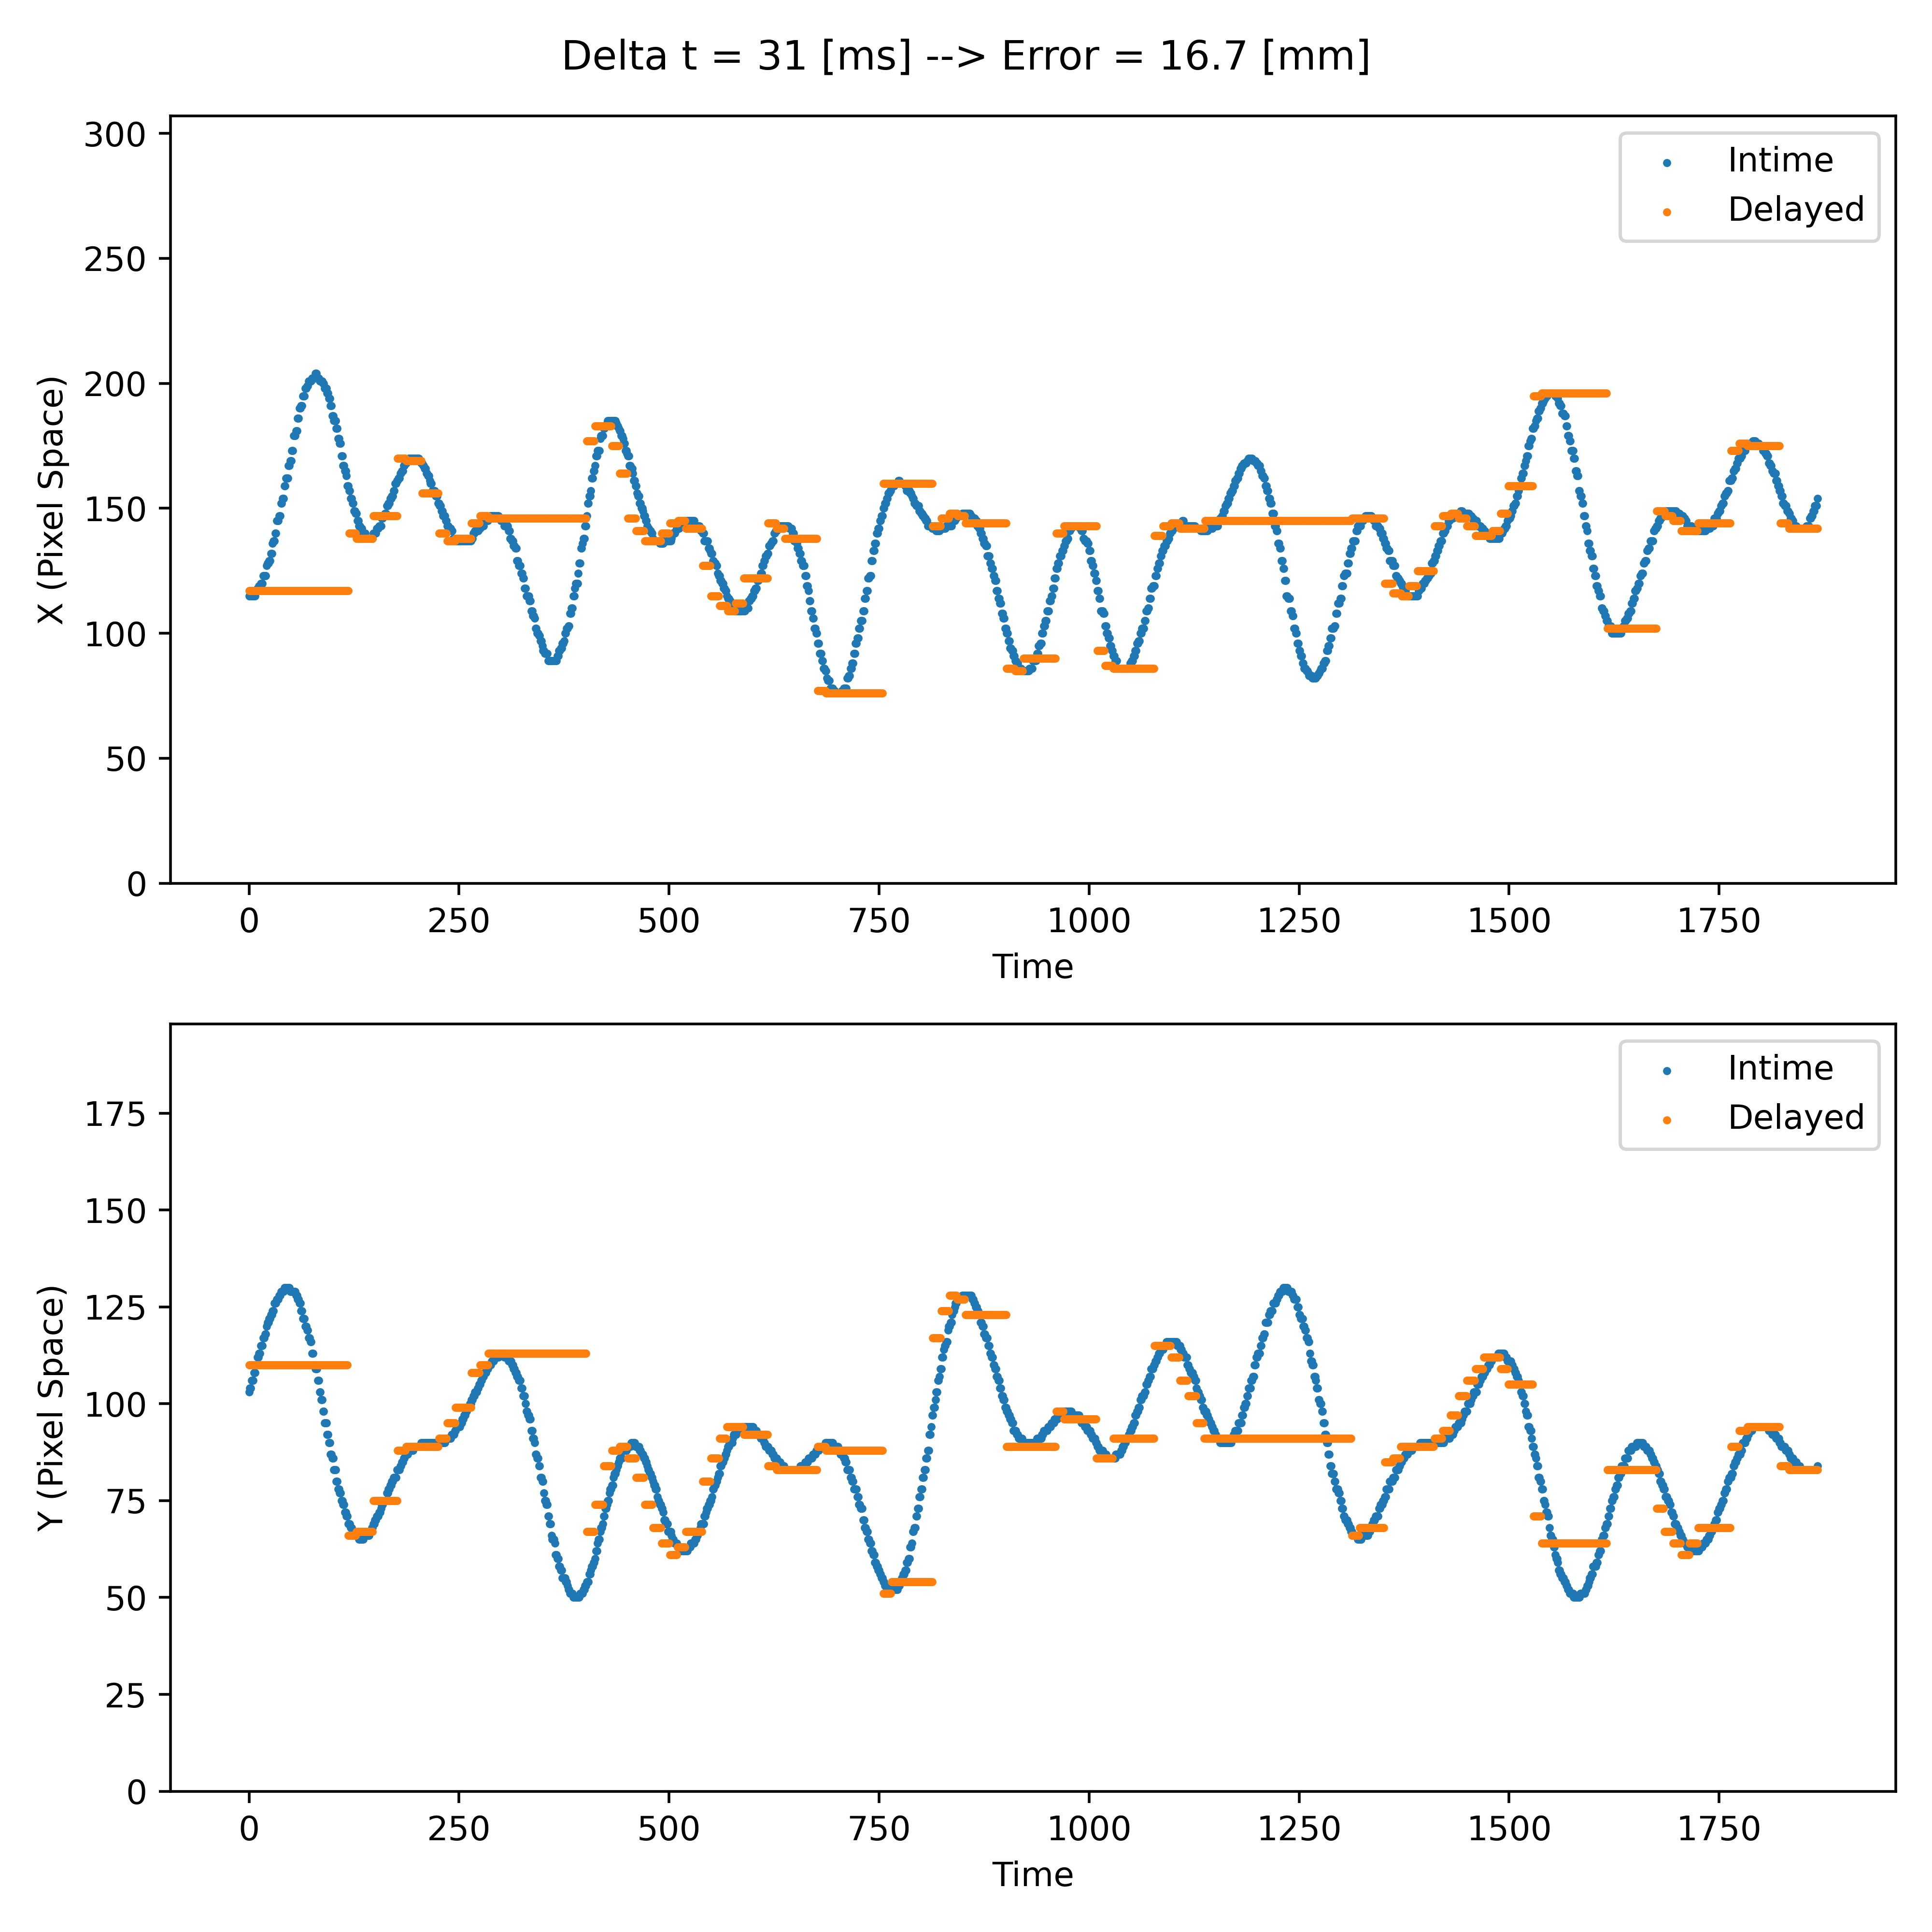 Delta t = 31 [ms] --> Error = 16.7 [mm]
300
250
200
150
100
50
0
X (Pixel Space)
Intime
Delayed
0 250 500 750 1000 1250 1500 1750
Time
175
150
125
100
75
50
25
0
Y (Pixel Space)
Intime
Delayed
0 250 500 750 1000 1250 1500 1750
Time